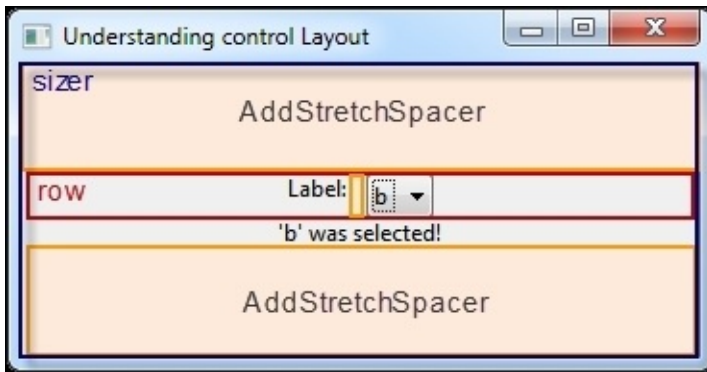 Understanding control Layout
sizer
AddStretchSpacer
row Label: b
'b' was selected!
AddStretchSpacer